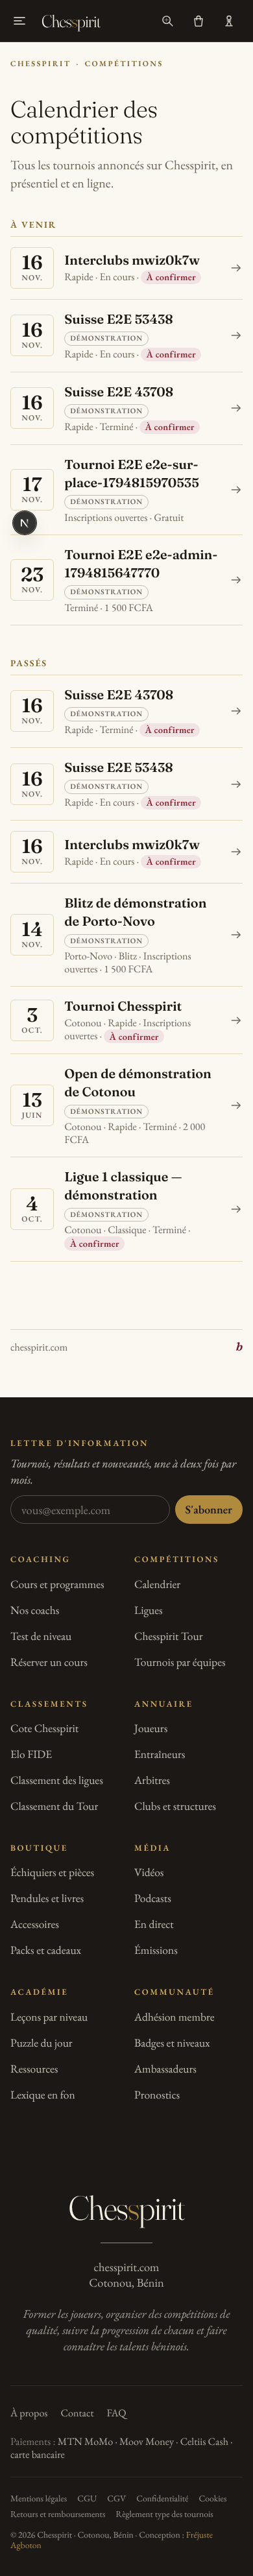 Chesspirit
CHESSPIRIT · COMPÉTITIONS
Calendrier des
compétitions
Tous les tournois annoncés sur Chesspirit, en
présentiel et en ligne.
À VENIR
16
NOV.
Interclubs mwiz0k7w
Rapide · En cours · À confirmer
16
NOV.
Suisse E2E 53438
DÉMONSTRATION
Rapide · En cours · À confirmer
16
NOV.
Suisse E2E 43708
DÉMONSTRATION
Rapide · Terminé · À confirmer
17
NOV.
Tournoi E2E e2e-sur-
place-1794815970535
DÉMONSTRATION
Inscriptions ouvertes · Gratuit
N
23
NOV.
Tournoi E2E e2e-admin-
1794815647770
DÉMONSTRATION
Terminé · 1 500 FCFA
PASSÉS
16
NOV.
Suisse E2E 43708
DÉMONSTRATION
Rapide · Terminé · À confirmer
16
NOV.
Suisse E2E 53438
DÉMONSTRATION
Rapide · En cours · À confirmer
16
NOV.
Interclubs mwiz0k7w
Rapide · En cours · À confirmer
14
NOV.
Blitz de démonstration
de Porto-Novo
DÉMONSTRATION
Porto-Novo · Blitz · Inscriptions
ouvertes · 1 500 FCFA
3
OCT.
Tournoi Chesspirit
Cotonou · Rapide · Inscriptions
ouvertes · À confirmer
13
JUIN
Open de démonstration
de Cotonou
DÉMONSTRATION
Cotonou · Rapide · Terminé · 2 000
FCFA
4
OCT.
Ligue 1 classique —
démonstration
DÉMONSTRATION
Cotonou · Classique · Terminé ·
À confirmer
chesspirit.com
b
LETTRE D'INFORMATION
Tournois, résultats et nouveautés, une à deux fois par
mois.
vous@exemple.com
S'abonner
COACHING
Cours et programmes
Nos coachs
Test de niveau
Réserver un cours
COMPÉTITIONS
Calendrier
Ligues
Chesspirit Tour
Tournois par équipes
CLASSEMENTS
Cote Chesspirit
Elo FIDE
Classement des ligues
Classement du Tour
ANNUAIRE
Joueurs
Entraîneurs
Arbitres
Clubs et structures
BOUTIQUE
Échiquiers et pièces
Pendules et livres
Accessoires
Packs et cadeaux
MÉDIA
Vidéos
Podcasts
En direct
Émissions
ACADÉMIE
Leçons par niveau
Puzzle du jour
Ressources
Lexique en fon
COMMUNAUTÉ
Adhésion membre
Badges et niveaux
Ambassadeurs
Pronostics
Chesspirit
chesspirit.com
Cotonou, Bénin
Former les joueurs, organiser des compétitions de
qualité, suivre la progression de chacun et faire
connaître les talents béninois.
À propos Contact FAQ
Paiements : MTN MoMo · Moov Money · Celtiis Cash ·
carte bancaire
Mentions légales CGU CGV Confidentialité Cookies
Retours et remboursements Règlement type des tournois
© 2026 Chesspirit · Cotonou, Bénin · Conception : Fréjuste
Agboton